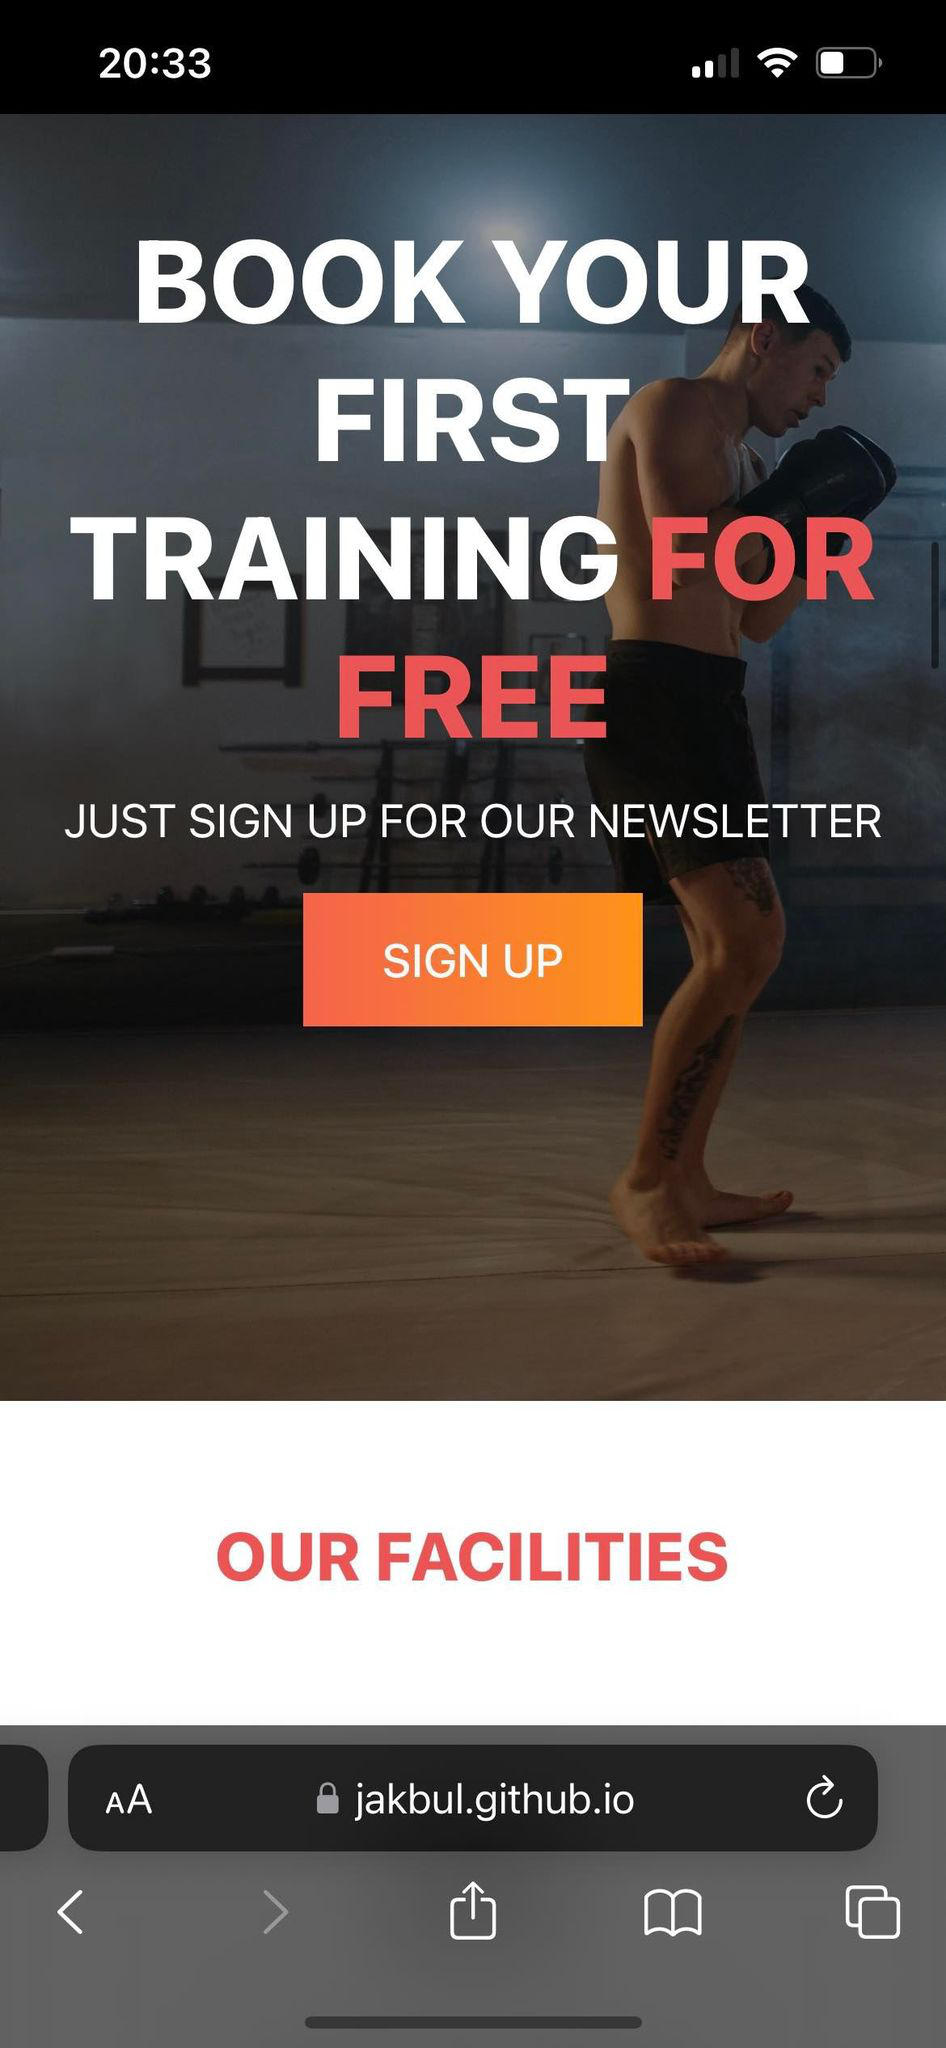 20:33
BOOK YOUR
FIRST
TRAINING FOR
FREE
JUST SIGN UP FOR OUR NEWSLETTER
SIGN UP
OUR FACILITIES
AA
jakbul.github.io